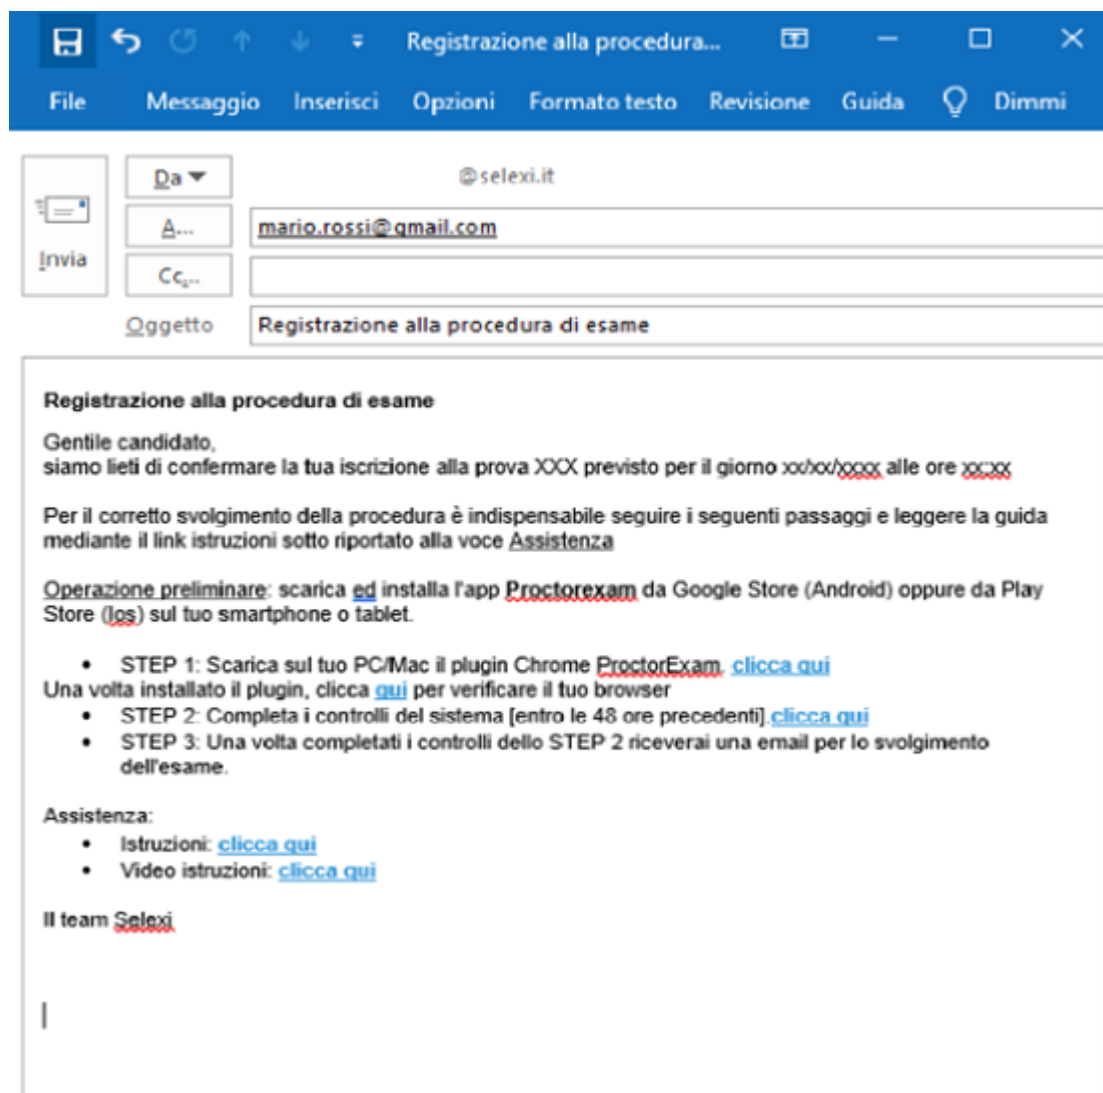 Registrazione alla procedura...
File Messaggio Inserisci Opzioni Formato testo Revisione Guida Dimmi
Da @selexi.it
A... mario.rossi@gmail.com
Invia
Cc...
Oggetto Registrazione alla procedura di esame
Registrazione alla procedura di esame
Gentile candidato,
siamo lieti di confermare la tua iscrizione alla prova XXX previsto per il giorno xx/xx/xxxx alle ore xx:xx
Per il corretto svolgimento della procedura è indispensabile seguire i seguenti passaggi e leggere la guida
mediante il link istruzioni sotto riportato alla voce Assistenza
Operazione preliminare: scarica ed installa l'app Proctorexam da Google Store (Android) oppure da Play
Store (Ios) sul tuo smartphone o tablet.
• STEP 1: Scarica sul tuo PC/Mac il plugin Chrome ProctorExam. clicca qui
Una volta installato il plugin, clicca qui per verificare il tuo browser
• STEP 2: Completa i controlli del sistema [entro le 48 ore precedenti].clicca qui
• STEP 3: Una volta completati i controlli dello STEP 2 riceverai una email per lo svolgimento
dell'esame.
Assistenza:
• Istruzioni: clicca qui
• Video istruzioni: clicca qui
Il team Selexi